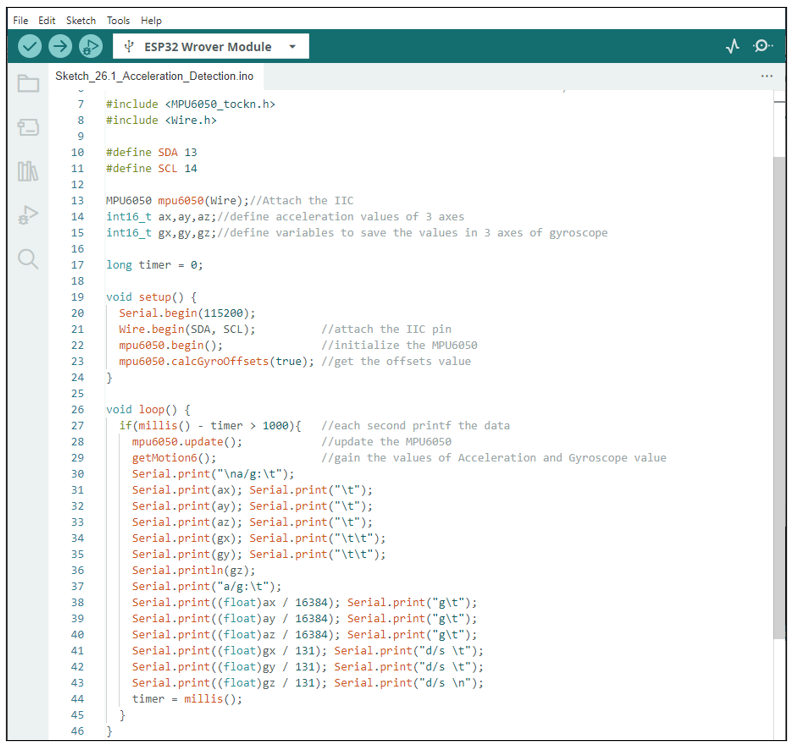 File Edit Sketch Tools Help
ESP32 Wrover Module
Sketch_26.1_Acceleration_Detection.ino
7 #include <MPU6050_tockn.h>
8 #include <Wire.h>
9
10 #define SDA 13
11 #define SCL 14
12
13 MPU6050 mpu6050(Wire);//Attach the IIC
14 int16_t ax,ay,az;//define acceleration values of 3 axes
15 int16_t gx,gy,gz;//define variables to save the values in 3 axes of gyroscope
16
17 long timer = 0;
18
19 void setup() {
20 Serial.begin(115200);
21 Wire.begin(SDA, SCL); //attach the IIC pin
22 mpu6050.begin(); //initialize the MPU6050
23 mpu6050.calcGyroOffsets(true); //get the offsets value
24 }
25
26 void loop() {
27 if(millis() - timer > 1000){ //each second printf the data
28 mpu6050.update(); //update the MPU6050
29 getMotion6(); //gain the values of Acceleration and Gyroscope value
30 Serial.print("\na/g:\t");
31 Serial.print(ax); Serial.print("\t");
32 Serial.print(ay); Serial.print("\t");
33 Serial.print(az); Serial.print("\t");
34 Serial.print(gx); Serial.print("\t\t");
35 Serial.print(gy); Serial.print("\t\t");
36 Serial.println(gz);
37 Serial.print("a/g:\t");
38 Serial.print((float)ax / 16384); Serial.print("g\t");
39 Serial.print((float)ay / 16384); Serial.print("g\t");
40 Serial.print((float)az / 16384); Serial.print("g\t");
41 Serial.print((float)gx / 131); Serial.print("d/s \t");
42 Serial.print((float)gy / 131); Serial.print("d/s \t");
43 Serial.print((float)gz / 131); Serial.print("d/s \n");
44 timer = millis();
45 }
46 }